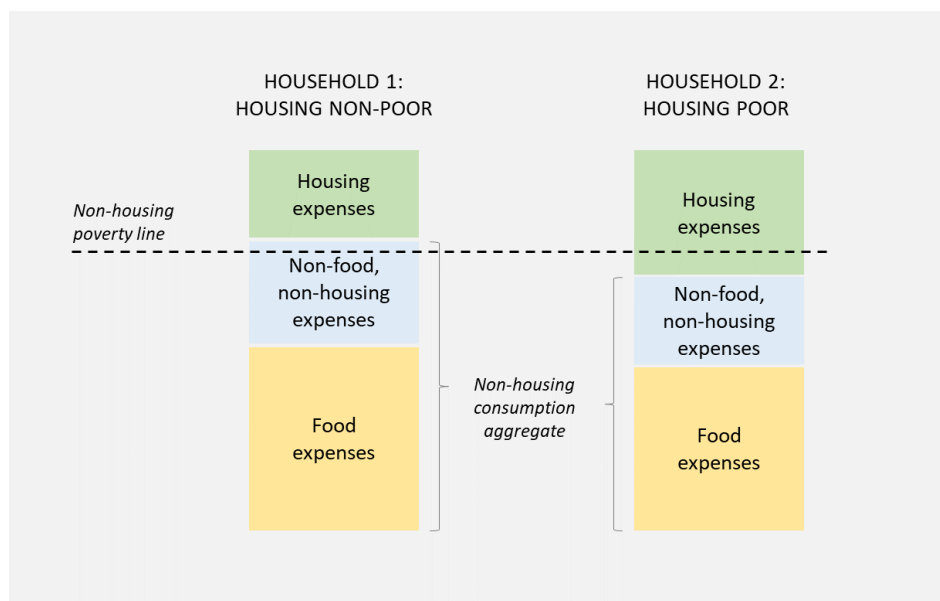 HOUSEHOLD 1:
HOUSING NON-POOR
HOUSEHOLD 2:
HOUSING POOR
Non-housing
poverty line
Housing
expenses
Non-food,
non-housing
expenses
Food
expenses
Non-housing
consumption
aggregate
Housing
expenses
Non-food,
non-housing
expenses
Food
expenses